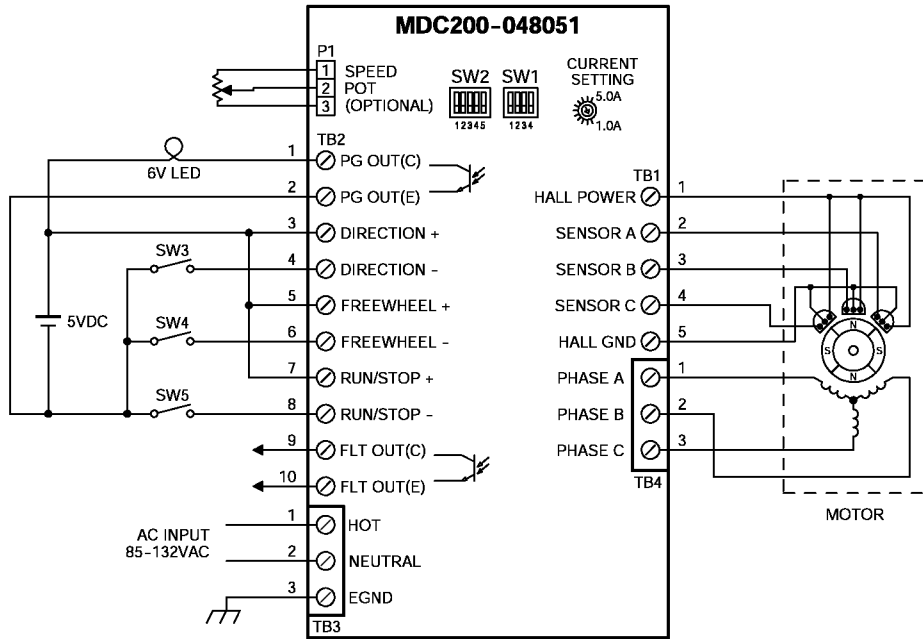 MDC200-048051
P1
1 SPEED
2 POT
3 (OPTIONAL)
SW2 SW1
12345 1234
CURRENT
SETTING
5.0A
1.0A
TB2
1 PG OUT(C)
6V LED
2 PG OUT(E)
3 DIRECTION +
SW3
4 DIRECTION -
5 FREEWHEEL +
5VDC
SW4
6 FREEWHEEL -
7 RUN/STOP +
SW5
8 RUN/STOP -
9 FLT OUT(C)
10 FLT OUT(E)
AC INPUT
85-132VAC
1 HOT
2 NEUTRAL
3 EGND
TB3
TB1
HALL POWER 1
SENSOR A 2
SENSOR B 3
SENSOR C 4
HALL GND 5
PHASE A 1
PHASE B 2
PHASE C 3
TB4
N
S S
N
MOTOR